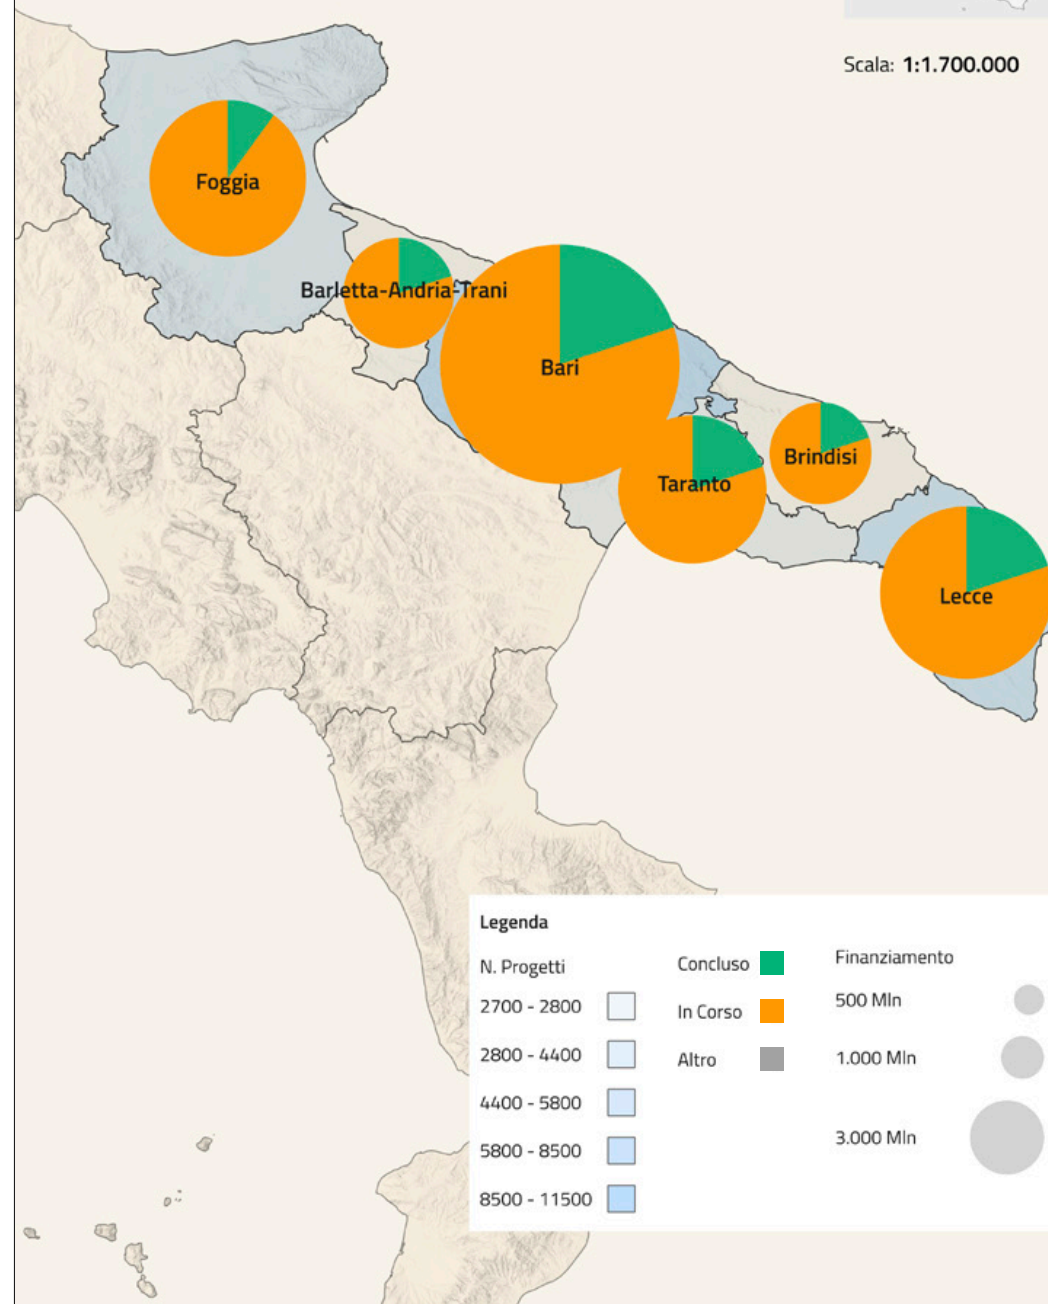 Scala: 1:1.700.000
Foggia
Barletta-Andria-Trani
Bari
Brindisi
Taranto
Lecce
Legenda
N. Progetti
2700 - 2800
2800 - 4400
4400 - 5800
5800 - 8500
8500 - 11500
Concluso
In Corso
Altro
Finanziamento
500 Mln
1.000 Mln
3.000 Mln